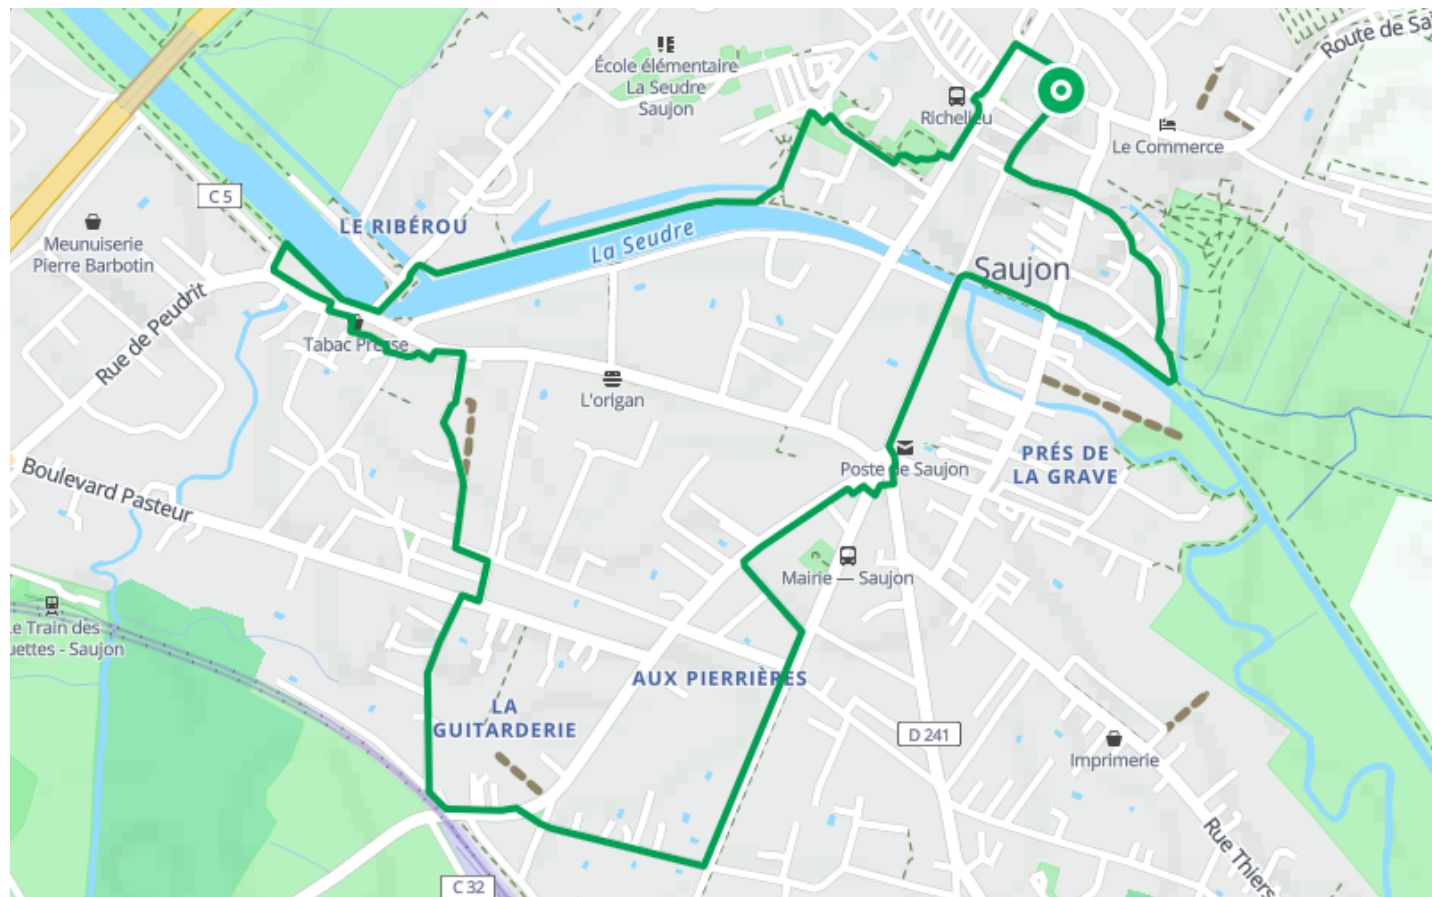 Route de Sa
École élémentaire
La Seudre
Saujon
Richelieu
Le Commerce
C 5
LE RIBÉROU
Meunuiserie
Pierre Barbotin
La Seudre
Saujon
Rue de Peudrit
Tabac Presse
L'origan
Poste de Saujon
PRÉS DE
LA GRAVE
Boulevard Pasteur
Mairie — Saujon
Le Train des
uettes - Saujon
AUX PIERRIÈRES
LA
GUITARDERIE
D 241
Imprimerie
Rue Thiers
C 32